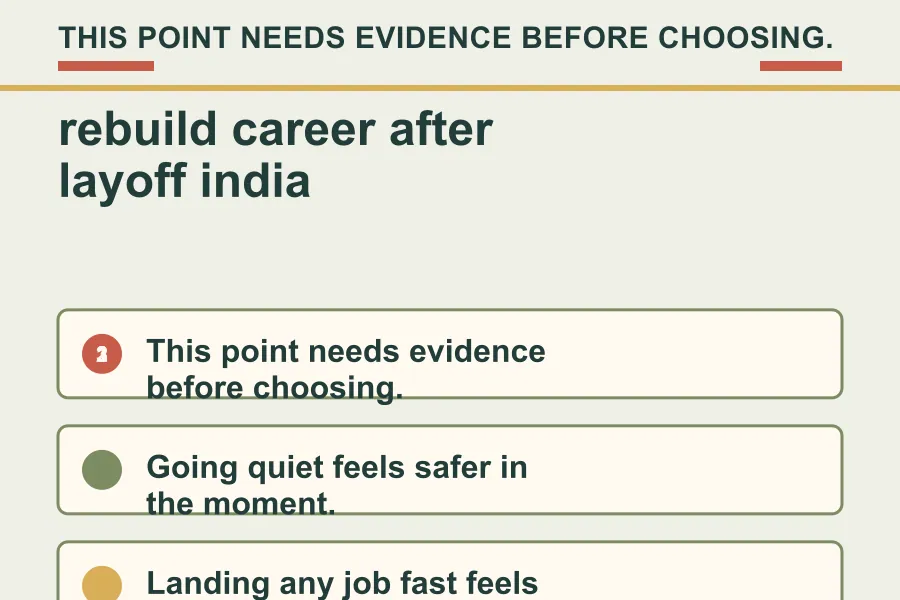 THIS POINT NEEDS EVIDENCE BEFORE CHOOSING.
rebuild career after
layoff india
This point needs evidence
before choosing.
Going quiet feels safer in
the moment.
Landing any job fast feels